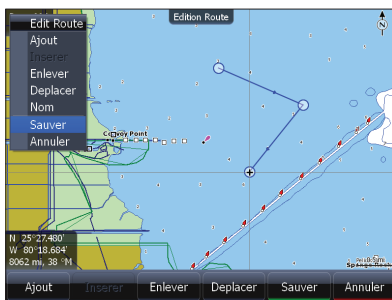 Edition Route
N
Edit Route
Ajout
Inserer
Enlever
Deplacer
Nom
Sauver
Annuler
Convoy Point
N 25°27.480'
W 80°18.684'
8062 mi, 38 °M
Ajout
Inserer
Enlever
Deplacer
Sauver
Annuler